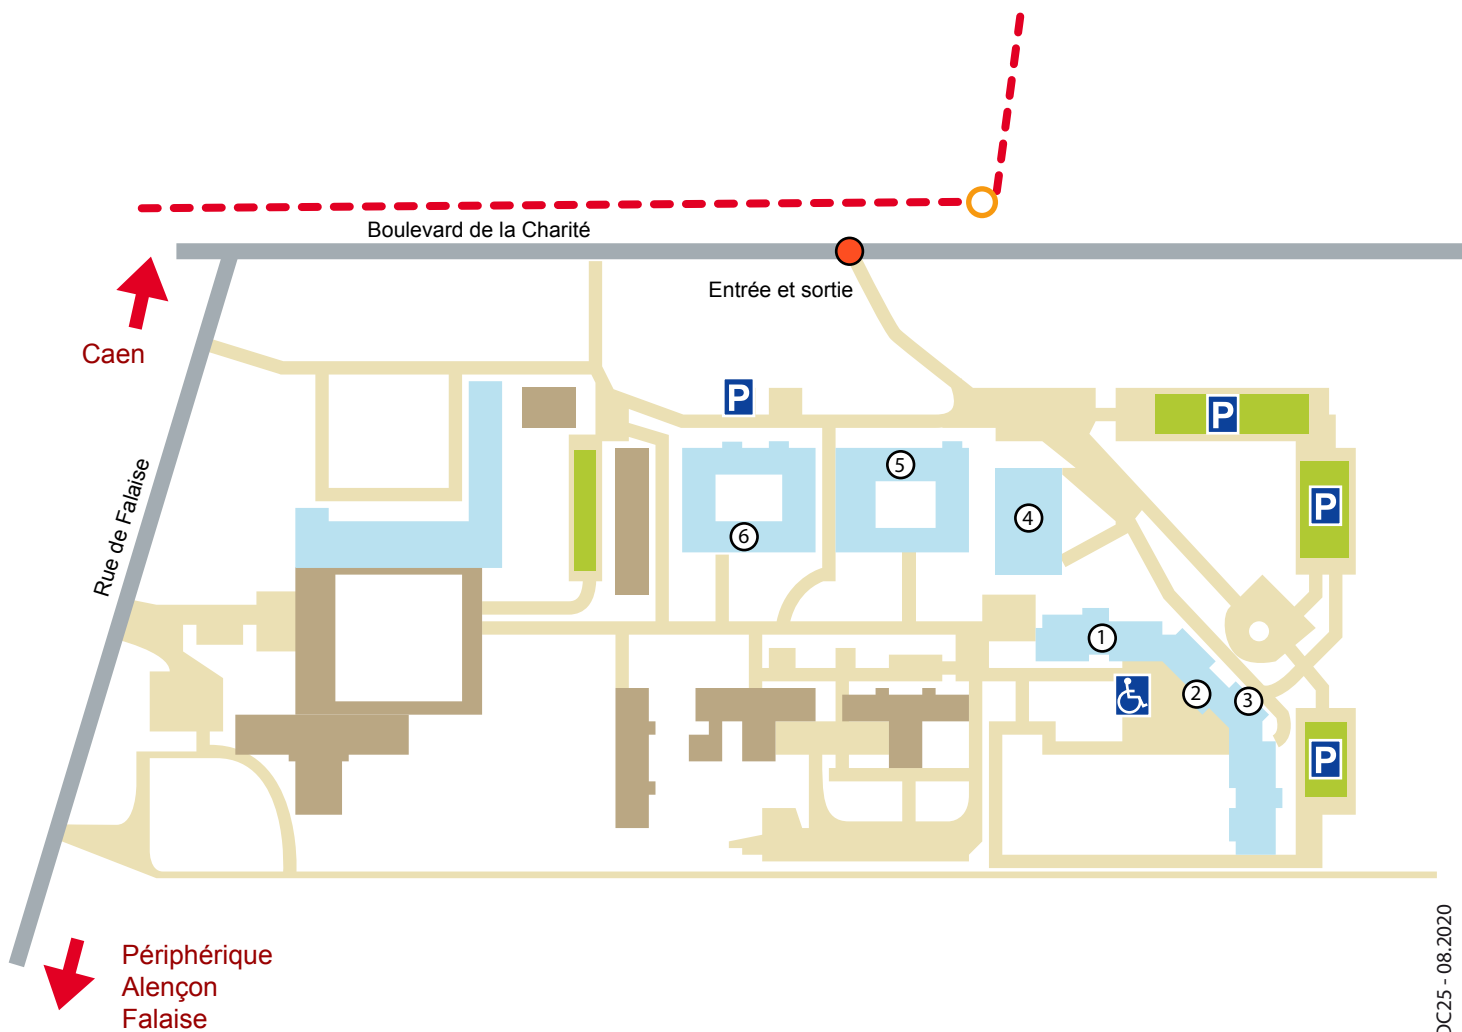 Boulevard de la Charité
Entrée et sortie
Caen
P
P
5
P
4
6
Rue de Falaise
1
2
3
P
Périphérique
Alençon
Falaise
DC25 - 08.2020